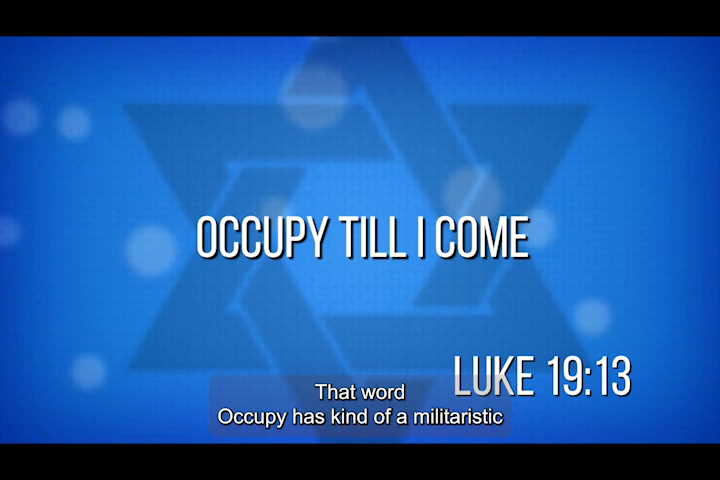 OCCUPY TILL I COME
LUKE 19:13
That word
Occupy has kind of a militaristic